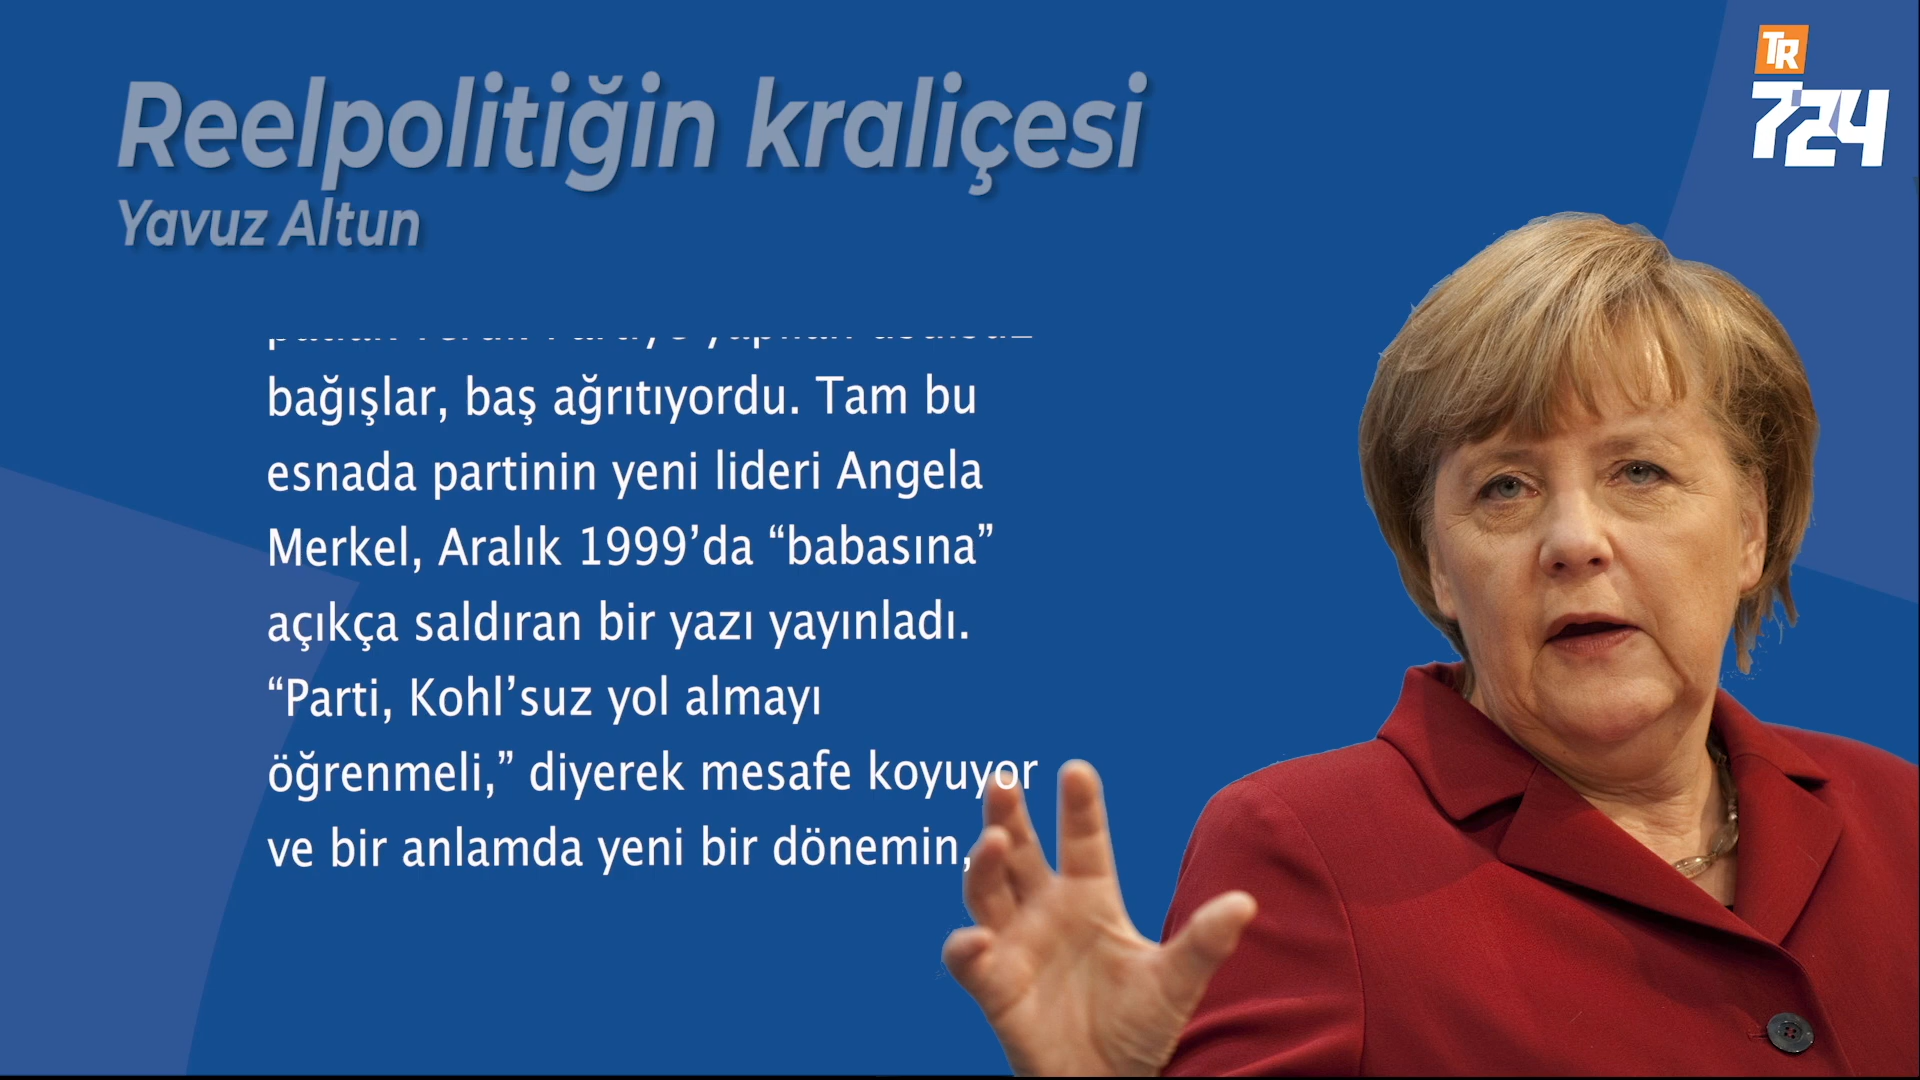 Reelpolitiğin kraliçesi
Yavuz Altun
TR
724
bağışlar, baş ağrıtıyordu. Tam bu
esnada partinin yeni lideri Angela
Merkel, Aralık 1999’da “babasına”
açıkça saldıran bir yazı yayınladı.
“Parti, Kohl’suz yol almayı
öğrenmeli,” diyerek mesafe koyuyor
ve bir anlamda yeni bir dönemin,